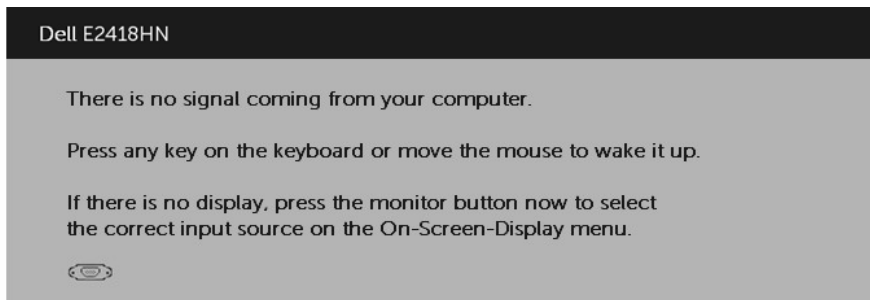 Dell E2418HN
There is no signal coming from your computer.
Press any key on the keyboard or move the mouse to wake it up.
If there is no display, press the monitor button now to select
the correct input source on the On-Screen-Display menu.